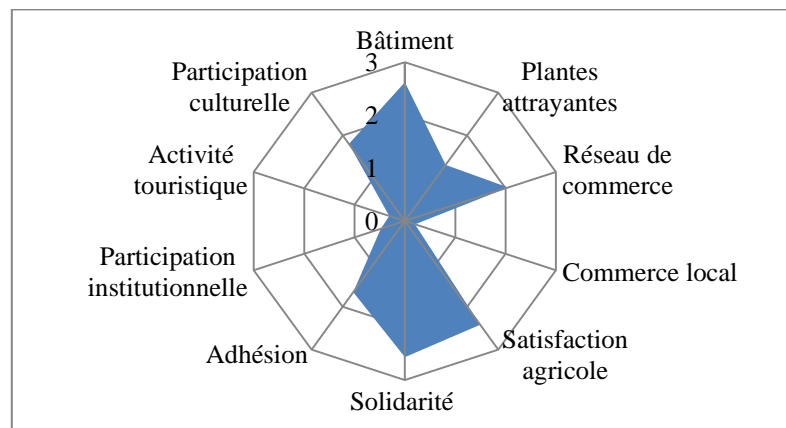 Bâtiment
Plantes
attrayantes
Réseau de
commerce
Commerce local
Satisfaction
agricole
Solidarité
Adhésion
Participation
institutionnelle
Activité
touristique
Participation
culturelle
3
2
1
0